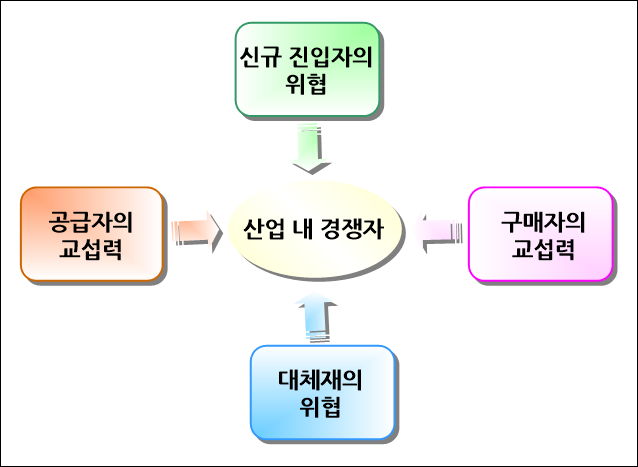 신규 진입자의
위협
공급자의
교섭력
산업 내 경쟁자
구매자의
교섭력
대체재의
위협